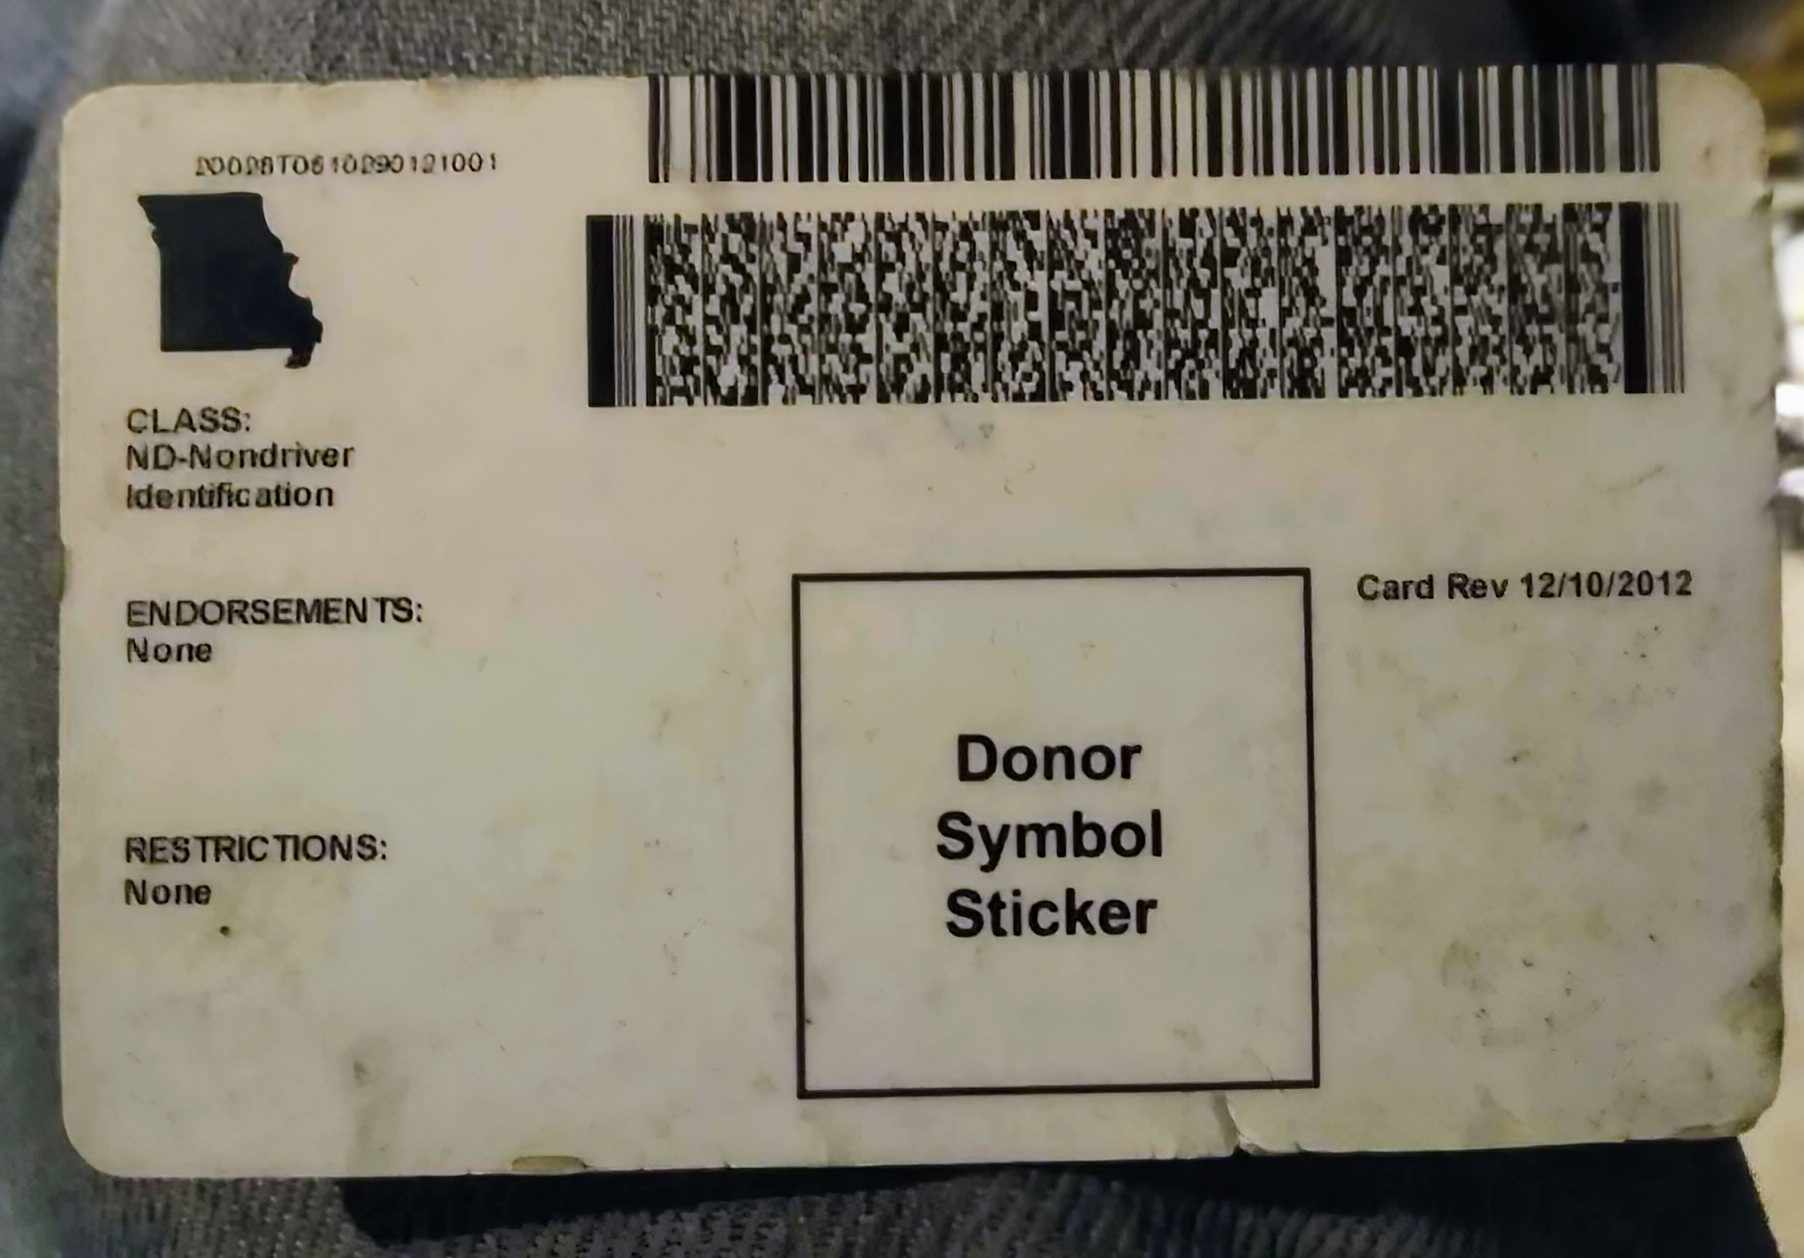 CLASS:
ND-Nondriver
Identification
ENDORSEMENTS:
None
RESTRICTIONS:
None
Donor
Symbol
Sticker
Card Rev 12/10/2012